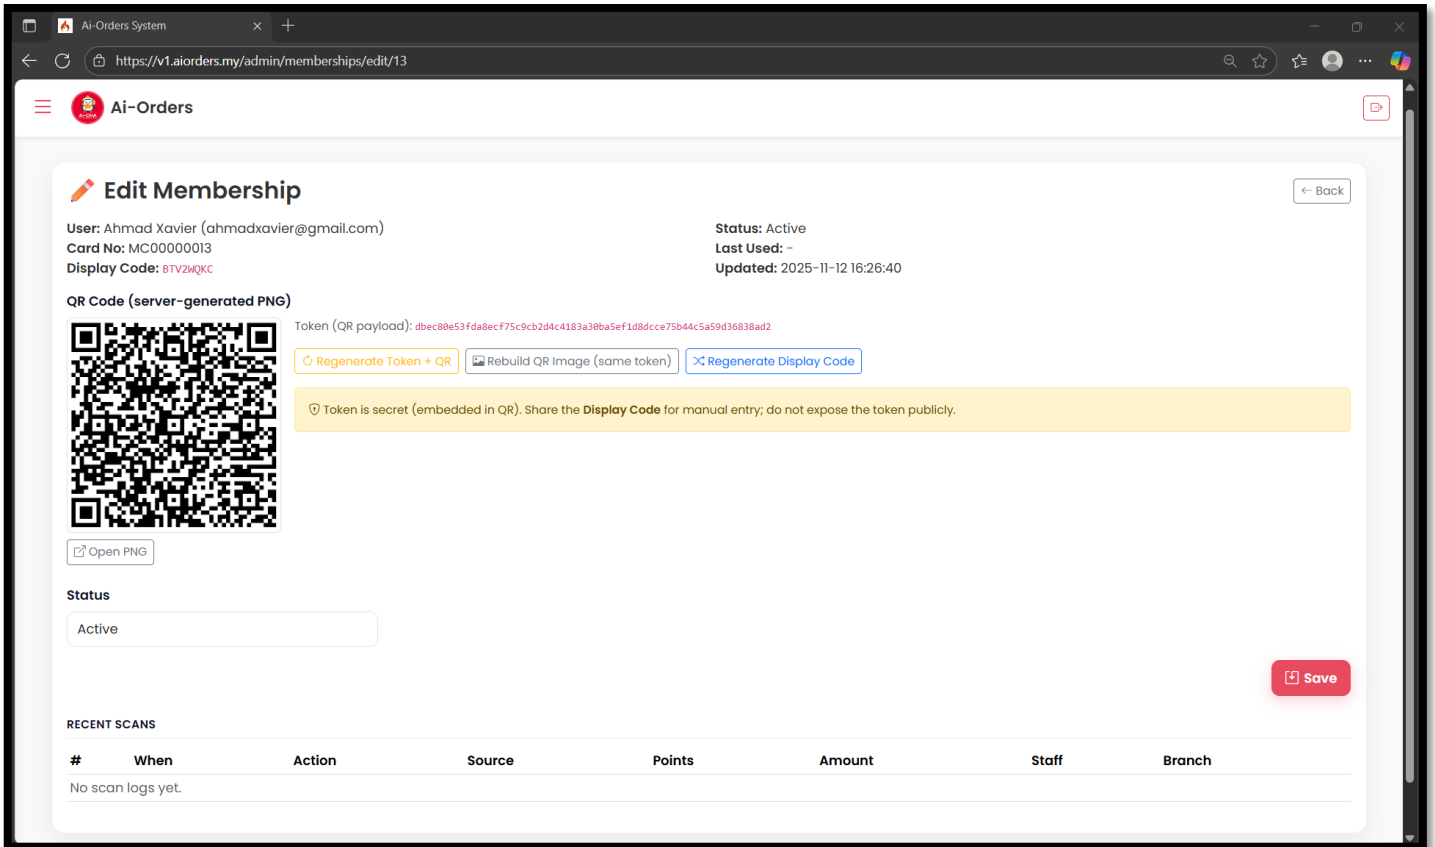 Ai-Orders System
https://v1.aiorders.my/admin/memberships/edit/13
Ai-CHA
Ai-Orders
Edit Membership
← Back
User: Ahmad Xavier (ahmadxavier@gmail.com)
Status: Active
Card No: MC00000013
Last Used: -
Display Code: BTV2WQKC
Updated: 2025-11-12 16:26:40
QR Code (server-generated PNG)
Token (QR payload): dbec80e53fda8ecf75c9cb2d4c4183a30ba5ef1d8dcce75b44c5a59d36838ad2
Regenerate Token + QR
Rebuild QR Image (same token)
Regenerate Display Code
Token is secret (embedded in QR). Share the Display Code for manual entry; do not expose the token publicly.
Open PNG
Status
Active
Save
RECENT SCANS
# When Action Source Points Amount Staff Branch
No scan logs yet.